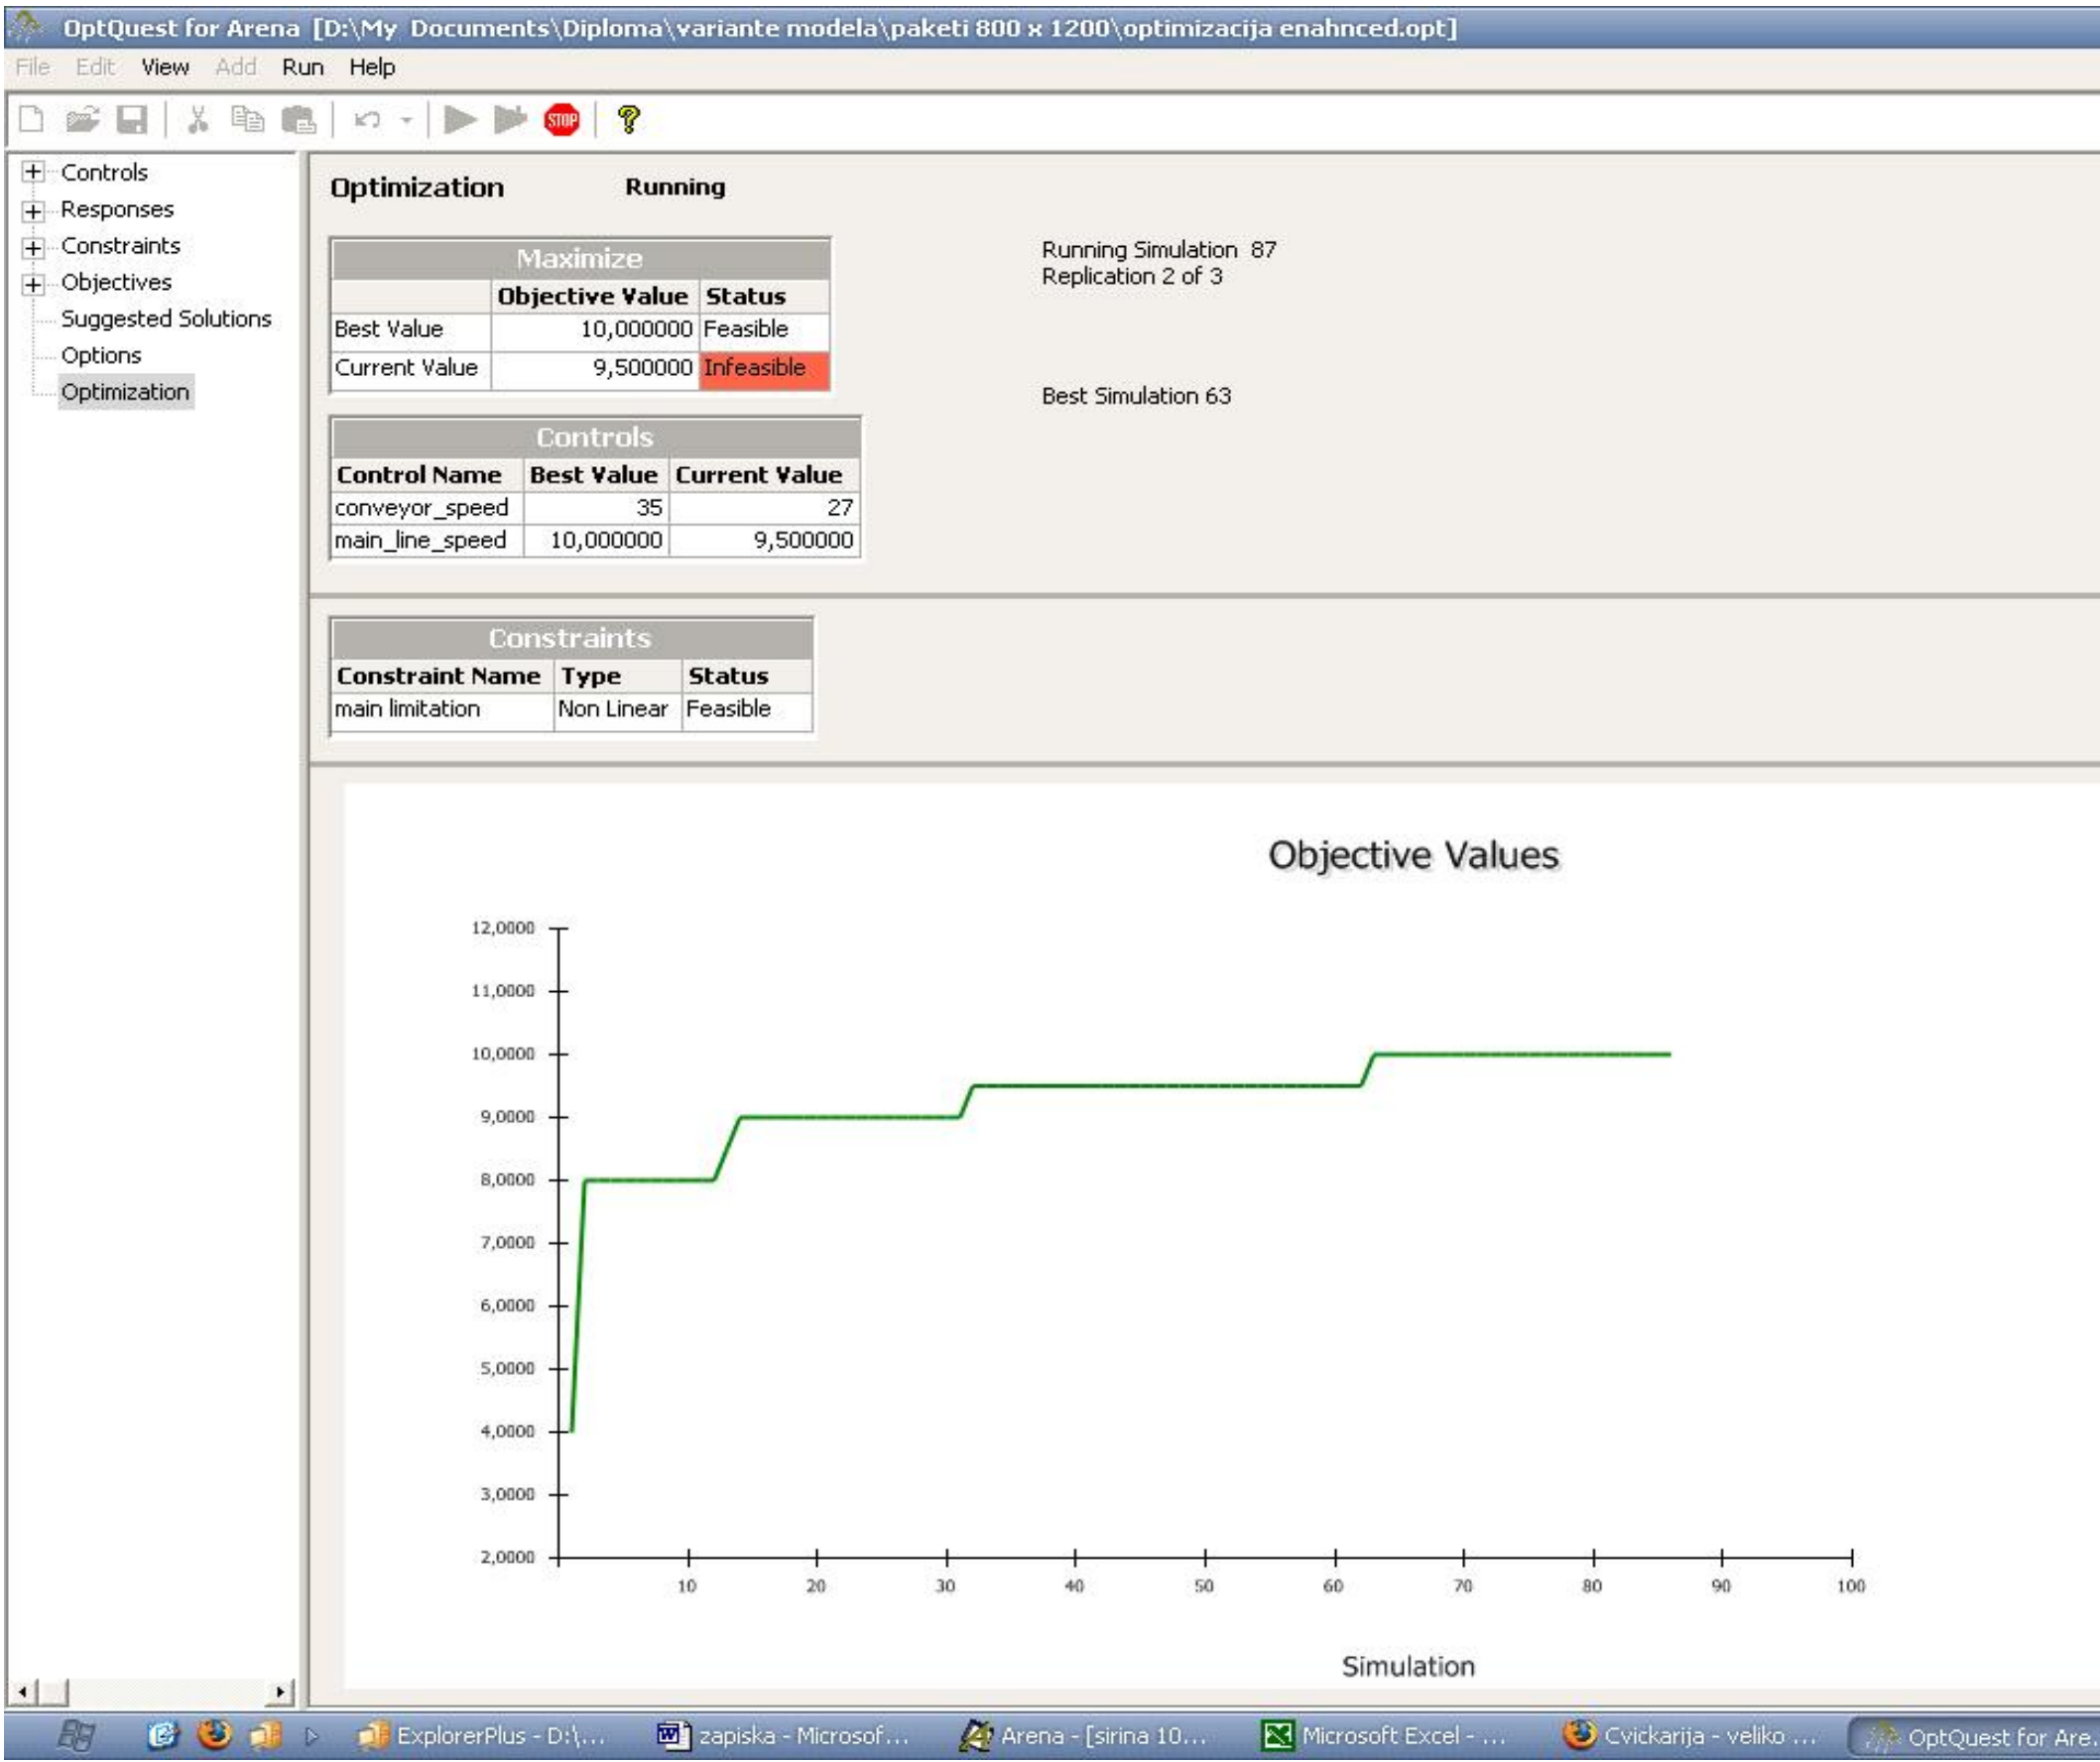 OptQuest for Arena [D:\My Documents\Diploma\variante modela\paketi 800 x 1200\optimizacija enahnced.opt]
File Edit View Add Run Help
STOP
Controls
Responses
Constraints
Objectives
Suggested Solutions
Options
Optimization
Optimization Running
Running Simulation 87
Replication 2 of 3
Best Simulation 63
Maximize
Objective Value Status
Best Value 10,000000 Feasible
Current Value 9,500000 Infeasible
Controls
Control Name Best Value Current Value
conveyor_speed 35 27
main_line_speed 10,000000 9,500000
Constraints
Constraint Name Type Status
main limitation Non Linear Feasible
Objective Values
12,0000
11,0000
10,0000
9,0000
8,0000
7,0000
6,0000
5,0000
4,0000
3,0000
2,0000
10 20 30 40 50 60 70 80 90 100
Simulation
ExplorerPlus - D:\... zapiska - Microsof... Arena - [sirina 10... Microsoft Excel - ... Cvickarija - veliko ... OptQuest for Are